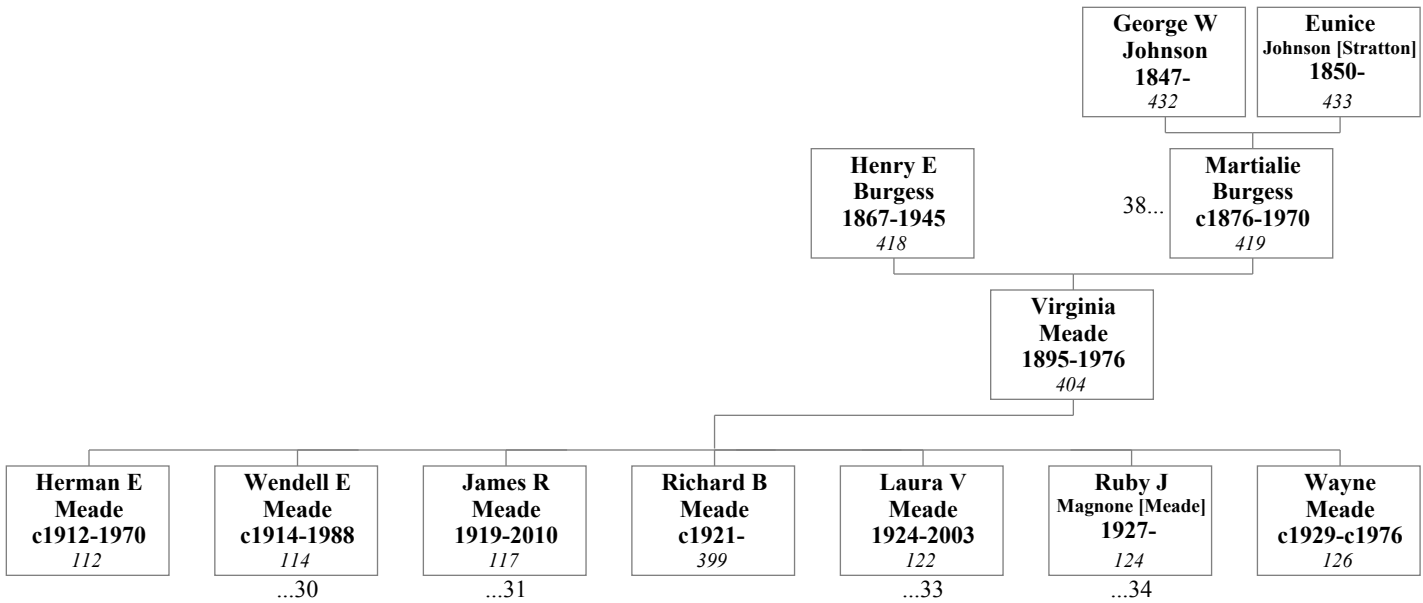 George W
Johnson
1847-
432
Eunice
Johnson [Stratton]
1850-
433
Henry E
Burgess
1867-1945
418
38...
Martialie
Burgess
c1876-1970
419
Virginia
Meade
1895-1976
404
Herman E
Meade
c1912-1970
112
Wendell E
Meade
c1914-1988
114
...30
James R
Meade
1919-2010
117
...31
Richard B
Meade
c1921-
399
Laura V
Meade
1924-2003
122
...33
Ruby J
Magnone [Meade]
1927-
124
...34
Wayne
Meade
c1929-c1976
126